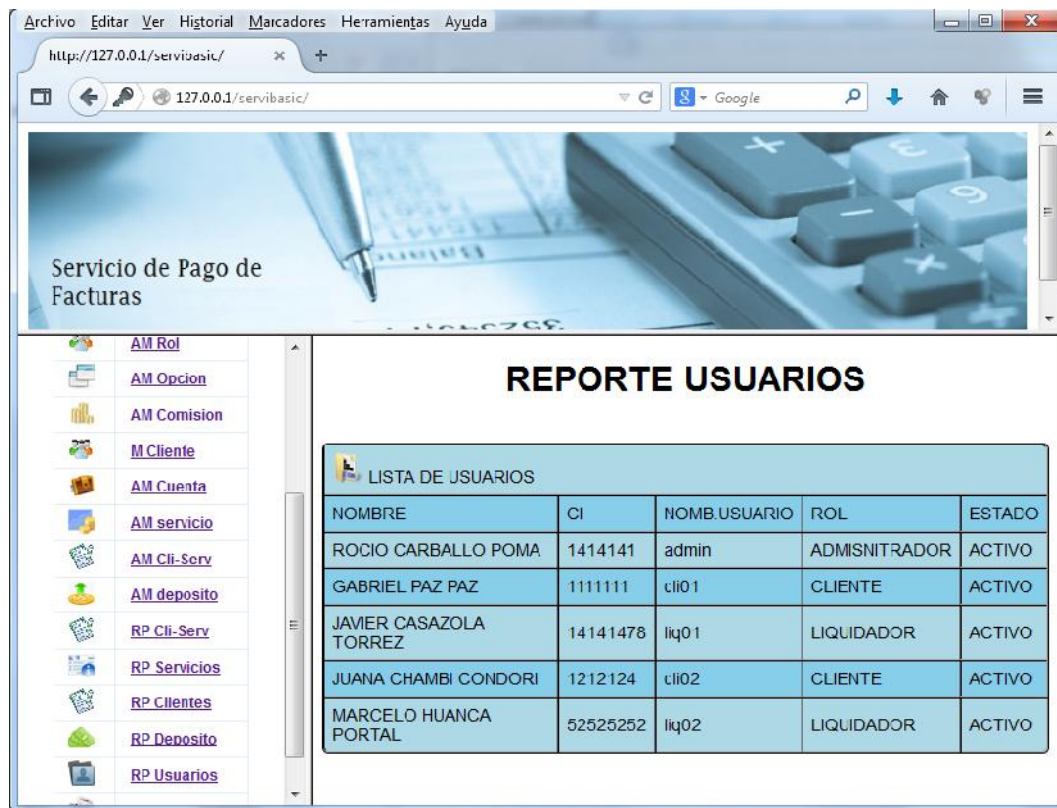 Archivo Editar Ver Historial Marcadores Herramientas Ayuda
http://127.0.0.1/servibasic/
127.0.0.1/servibasic/
Google
Servicio de Pago de
Facturas
AM Rol
AM Opcion
AM Comision
M Cliente
AM Cuenta
AM servicio
AM Cli-Serv
AM deposito
RP Cli-Serv
RP Servicios
RP Clientes
RP Deposito
RP Usuarios
REPORTE USUARIOS
LISTA DE USUARIOS
NOMBRE CI NOMB.USUARIO ROL ESTADO
ROCIO CARBALLO POMA 1414141 admin ADMISNITRADOR ACTIVO
GABRIEL PAZ PAZ 1111111 cli01 CLIENTE ACTIVO
JAVIER CASAZOLA
TORREZ 14141478 liq01 LIQUIDADOR ACTIVO
JUANA CHAMBI CONDORI 1212124 cli02 CLIENTE ACTIVO
MARCELO HUANCA
PORTAL 52525252 liq02 LIQUIDADOR ACTIVO